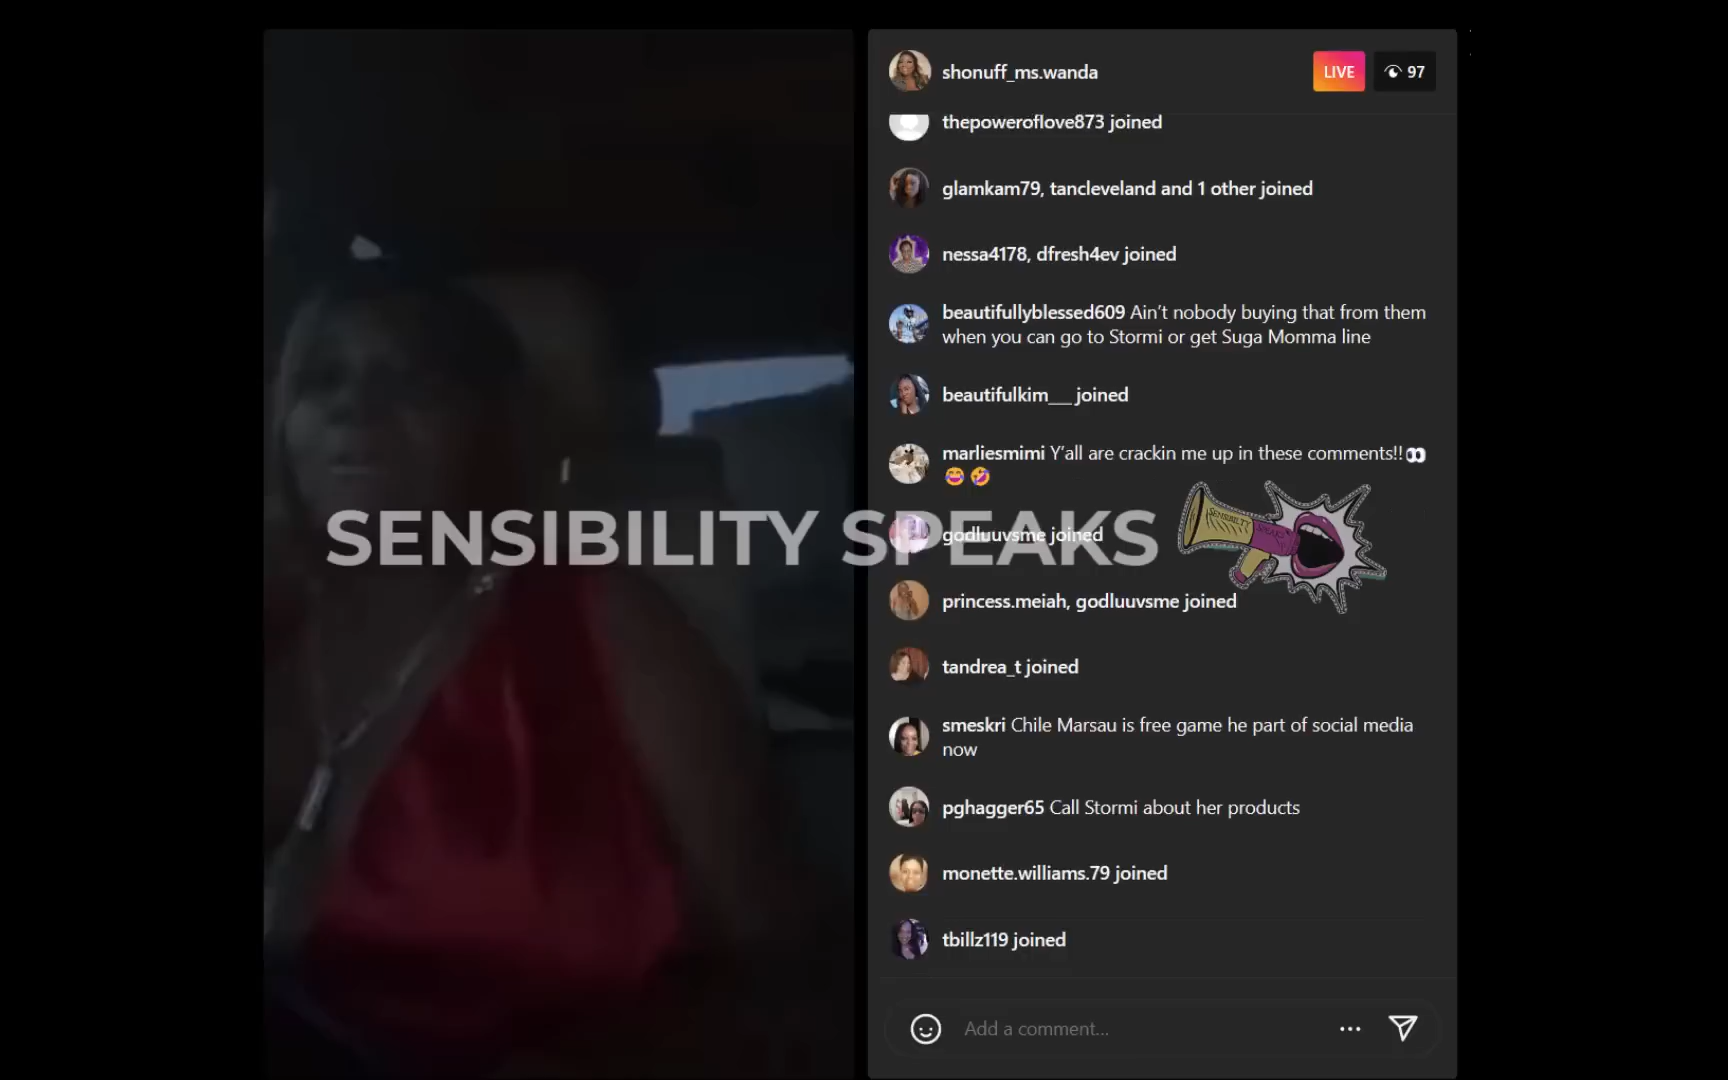 shonuff_ms.wanda
LIVE
97
thepoweroflove873 joined
glamkam79, tancleveland and 1 other joined
nessa4178, dfresh4ev joined
beautifullyblessed609 Ain’t nobody buying that from them
when you can go to Stormi or get Suga Momma line
beautifulkim___ joined
marliesmimi Y’all are crackin me up in these comments!!👀
😂 🤣
SENSIBILITY SPEAKS
SENSIBILTY
SPEAKS
godluuvsme joined
princess.meiah, godluuvsme joined
tandrea_t joined
smeskri Chile Marsau is free game he part of social media
now
pghagger65 Call Stormi about her products
monette.williams.79 joined
tbillz119 joined
Add a comment...